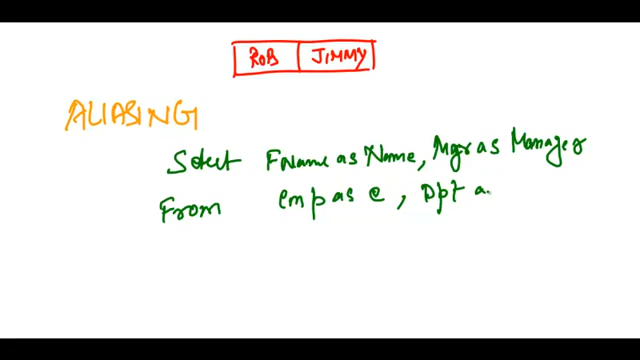 ROB JIMMY
ALIASING
Select FName as Name, Mgr as Manager
From emp as e, Dpt a